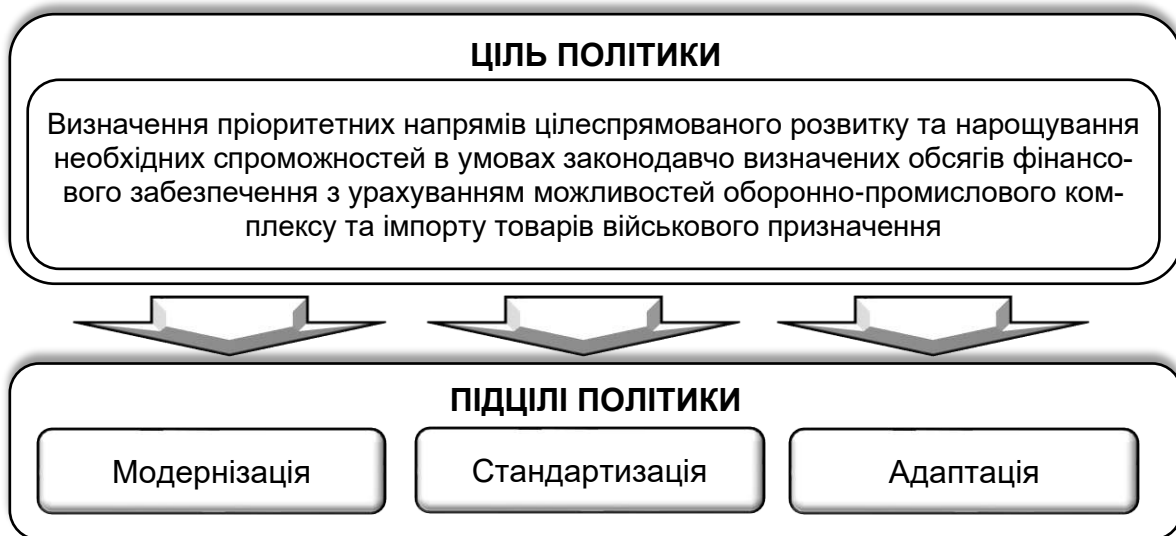 ЦІЛЬ ПОЛІТИКИ
Визначення пріоритетних напрямів цілеспрямованого розвитку та нарощування
необхідних спроможностей в умовах законодавчо визначених обсягів фінансо-
вого забезпечення з урахуванням можливостей оборонно-промислового ком-
плексу та імпорту товарів військового призначення
ПІДЦІЛІ ПОЛІТИКИ
Модернізація
Стандартизація
Адаптація